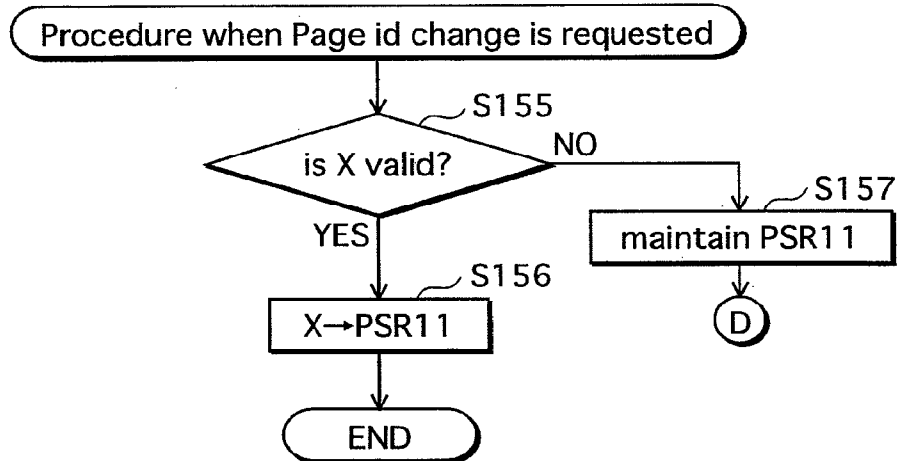 Procedure when Page id change is requested
S155
is X valid?
NO
S157
YES
maintain PSR11
S156
X→PSR11
D
END